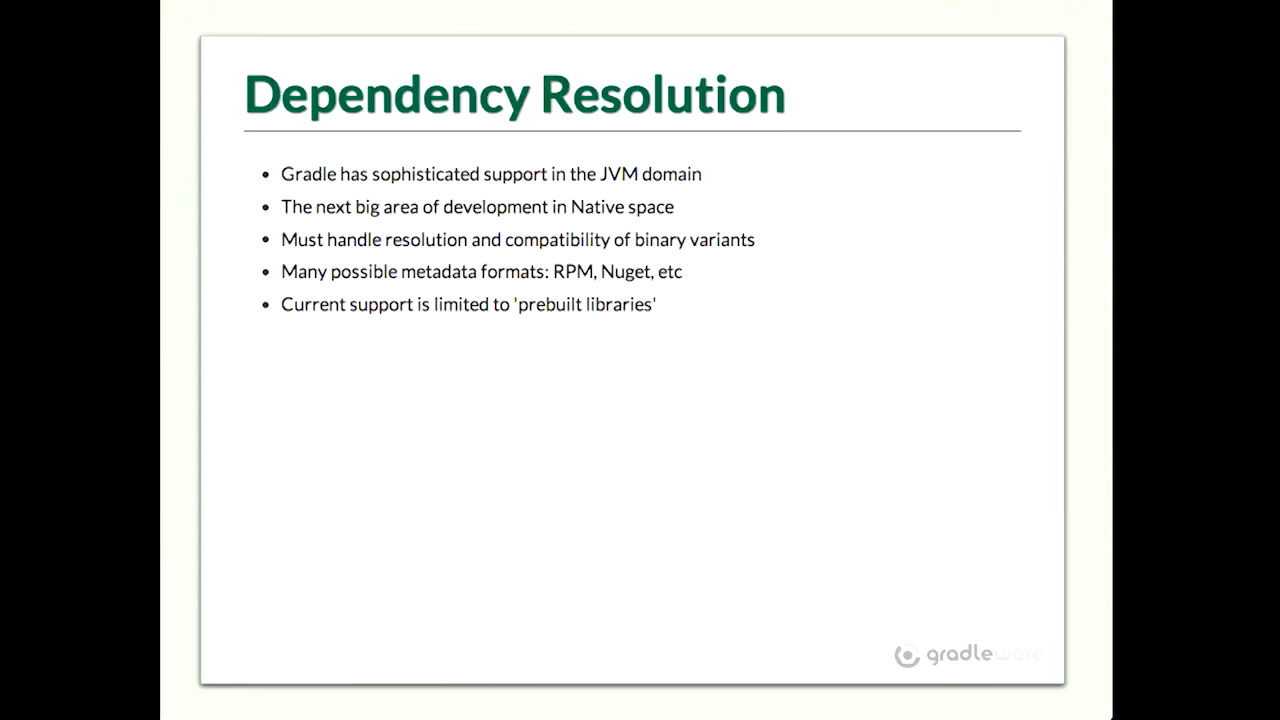 Dependency Resolution
• Gradle has sophisticated support in the JVM domain
• The next big area of development in Native space
• Must handle resolution and compatibility of binary variants
• Many possible metadata formats: RPM, Nuget, etc
• Current support is limited to 'prebuilt libraries'
gradleware